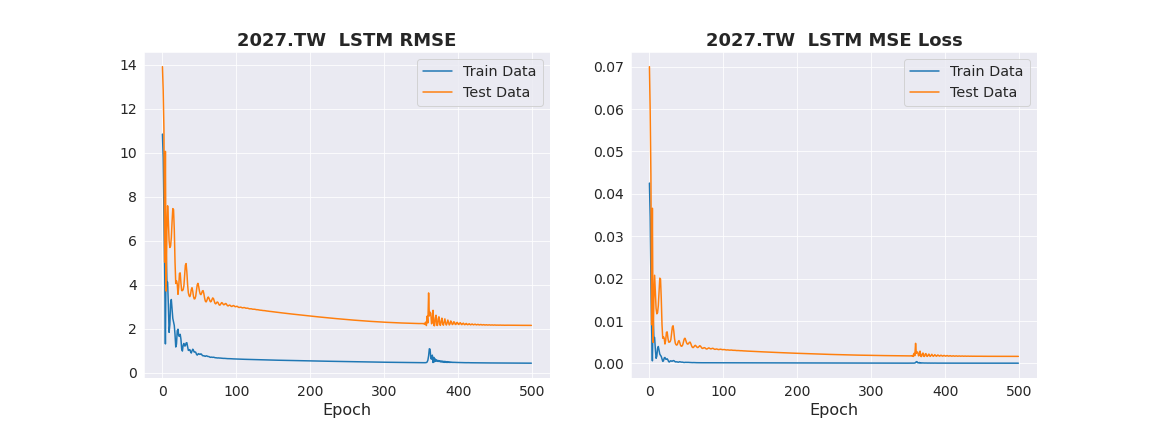 2027.TW  LSTM RMSE
14
12
10
8
6
4
2
0
0 100 200 300 400 500
Epoch
Train Data
Test Data
2027.TW  LSTM MSE Loss
0.07
0.06
0.05
0.04
0.03
0.02
0.01
0.00
0 100 200 300 400 500
Epoch
Train Data
Test Data